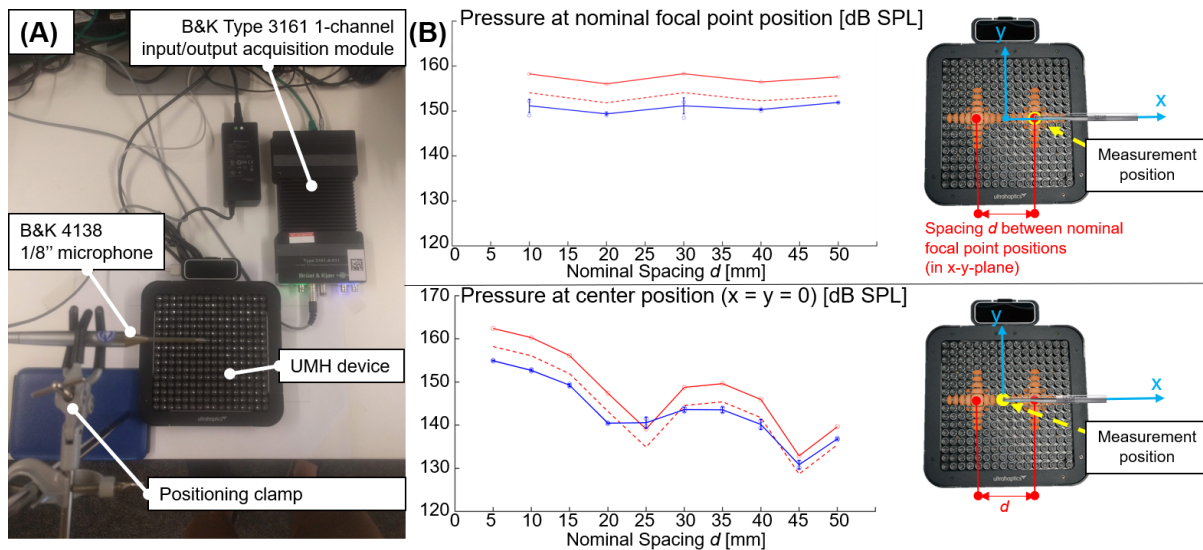 (A)
B&K Type 3161 1-channel
input/output acquisition module
B&K 4138
1/8’’ microphone
UMH device
Positioning clamp
Brüel & Kjær
ultrahaptics
(B)
Pressure at nominal focal point position [dB SPL]
160
150
140
130
120
0 5 10 15 20 25 30 35 40 45 50
Nominal Spacing d [mm]
y
x
Measurement
position
ultrahaptics
Spacing d between nominal
focal point positions
(in x-y-plane)
170
Pressure at center position (x = y = 0) [dB SPL]
160
150
140
130
120
0 5 10 15 20 25 30 35 40 45 50
Nominal Spacing d [mm]
y
x
Measurement
position
ultrahaptics
d